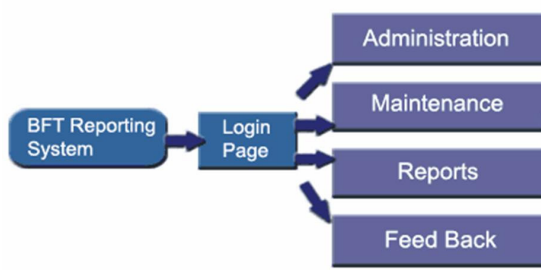 BFT Reporting
System
Login
Page
Administration
Maintenance
Reports
Feed Back